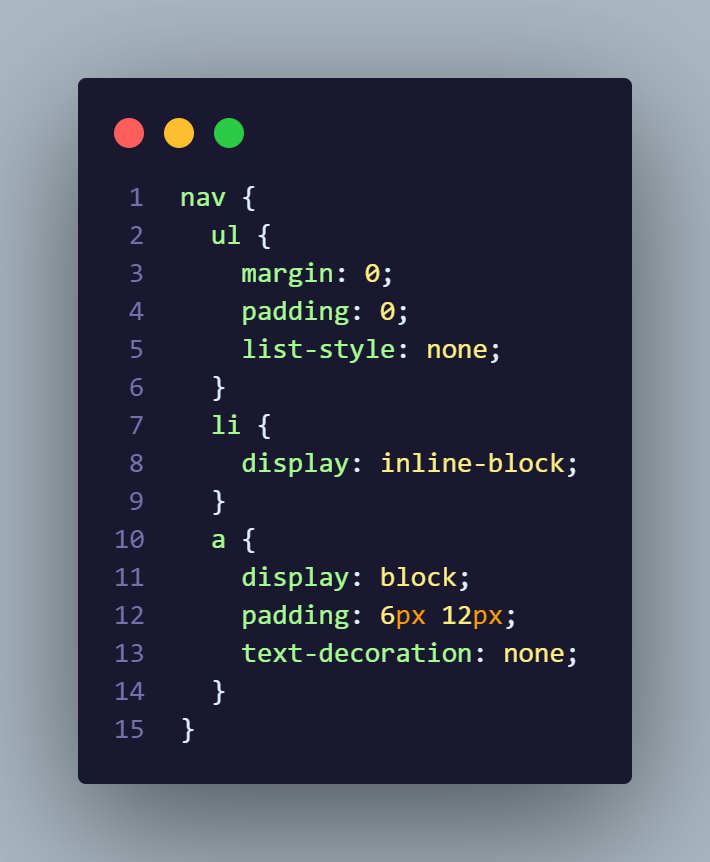 1 nav {
2   ul {
3     margin: 0;
4     padding: 0;
5     list-style: none;
6   }
7   li {
8     display: inline-block;
9   }
10   a {
11     display: block;
12     padding: 6px 12px;
13     text-decoration: none;
14   }
15 }